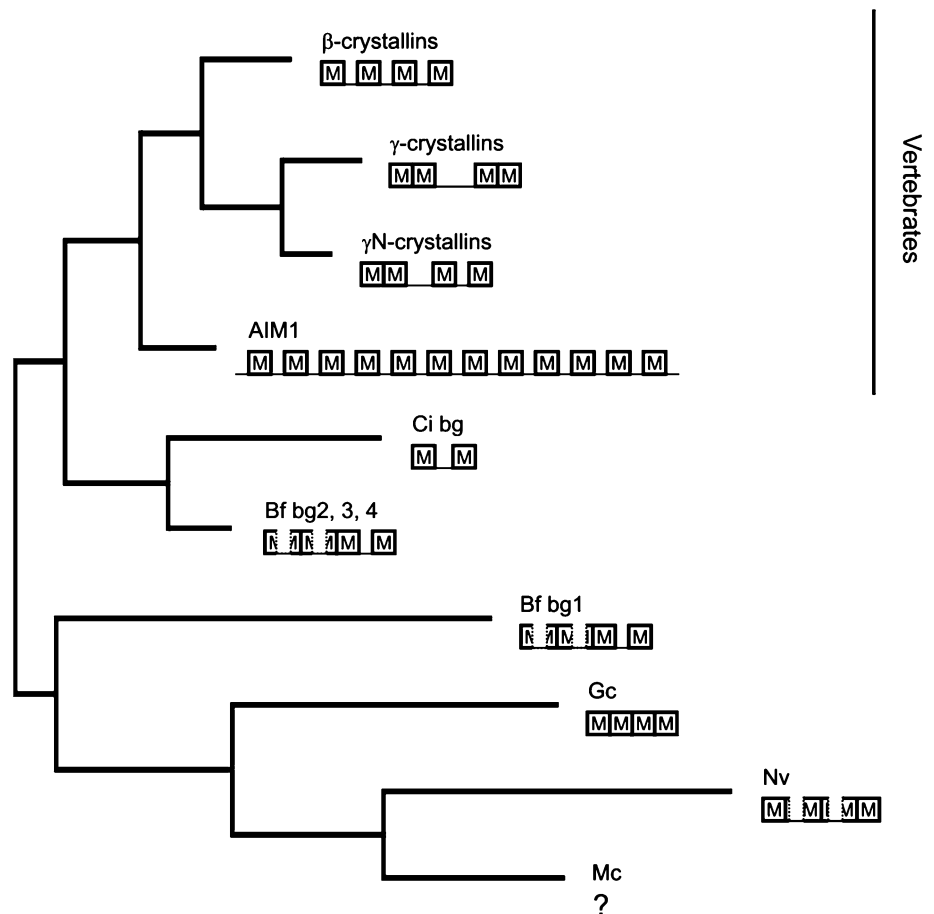 β-crystallins
M M M M
γ-crystallins
M M M M
γN-crystallins
M M M M
AIM1
M M M M M M M M M M M M
Vertebrates
Ci bg
M M
Bf bg2, 3, 4
M M
Bf bg1
M M M
Gc
M M M M
Nv
M M M M
Mc
?